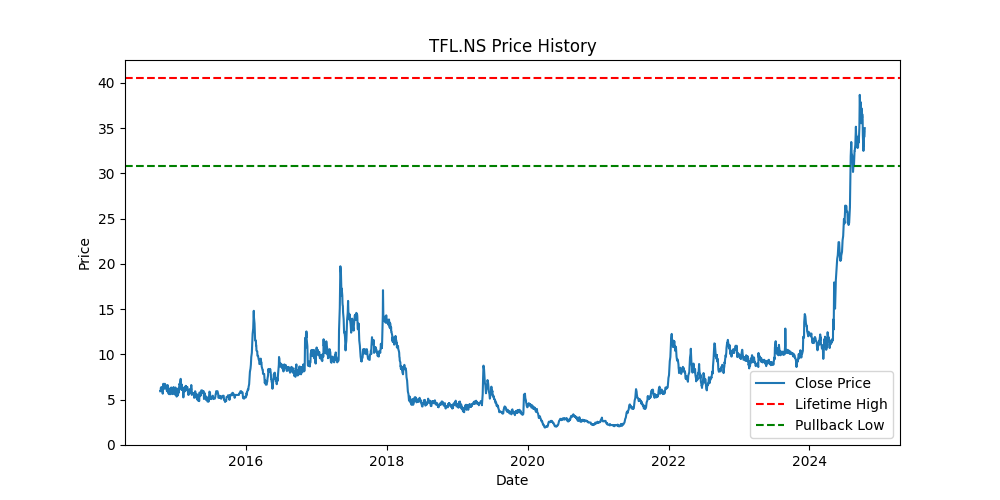 TFL.NS Price History
Price
40
35
30
25
20
15
10
5
0
2016 2018 2020 2022 2024
Date
Close Price
Lifetime High
Pullback Low